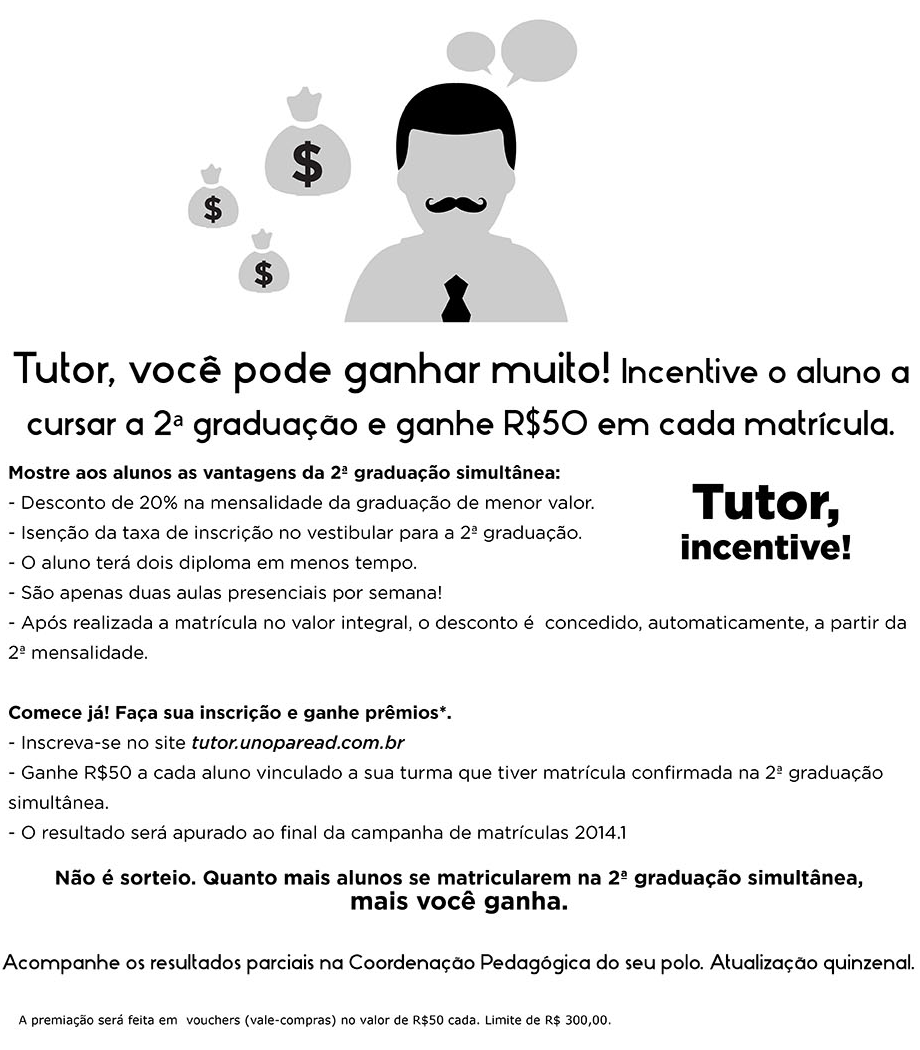 $
$
$
Tutor, você pode ganhar muito! Incentive o aluno a
cursar a 2ª graduação e ganhe R$50 em cada matrícula.
Mostre aos alunos as vantagens da 2ª graduação simultânea:
- Desconto de 20% na mensalidade da graduação de menor valor.
- Isenção da taxa de inscrição no vestibular para a 2ª graduação.
- O aluno terá dois diploma em menos tempo.
- São apenas duas aulas presenciais por semana!
- Após realizada a matrícula no valor integral, o desconto é concedido, automaticamente, a partir da
2ª mensalidade.
Tutor,
incentive!
Comece já! Faça sua inscrição e ganhe prêmios*.
- Inscreva-se no site tutor.unoparead.com.br
- Ganhe R$50 a cada aluno vinculado a sua turma que tiver matrícula confirmada na 2ª graduação
simultânea.
- O resultado será apurado ao final da campanha de matrículas 2014.1
Não é sorteio. Quanto mais alunos se matricularem na 2ª graduação simultânea,
mais você ganha.
Acompanhe os resultados parciais na Coordenação Pedagógica do seu polo. Atualização quinzenal.
A premiação será feita em vouchers (vale-compras) no valor de R$50 cada. Limite de R$ 300,00.